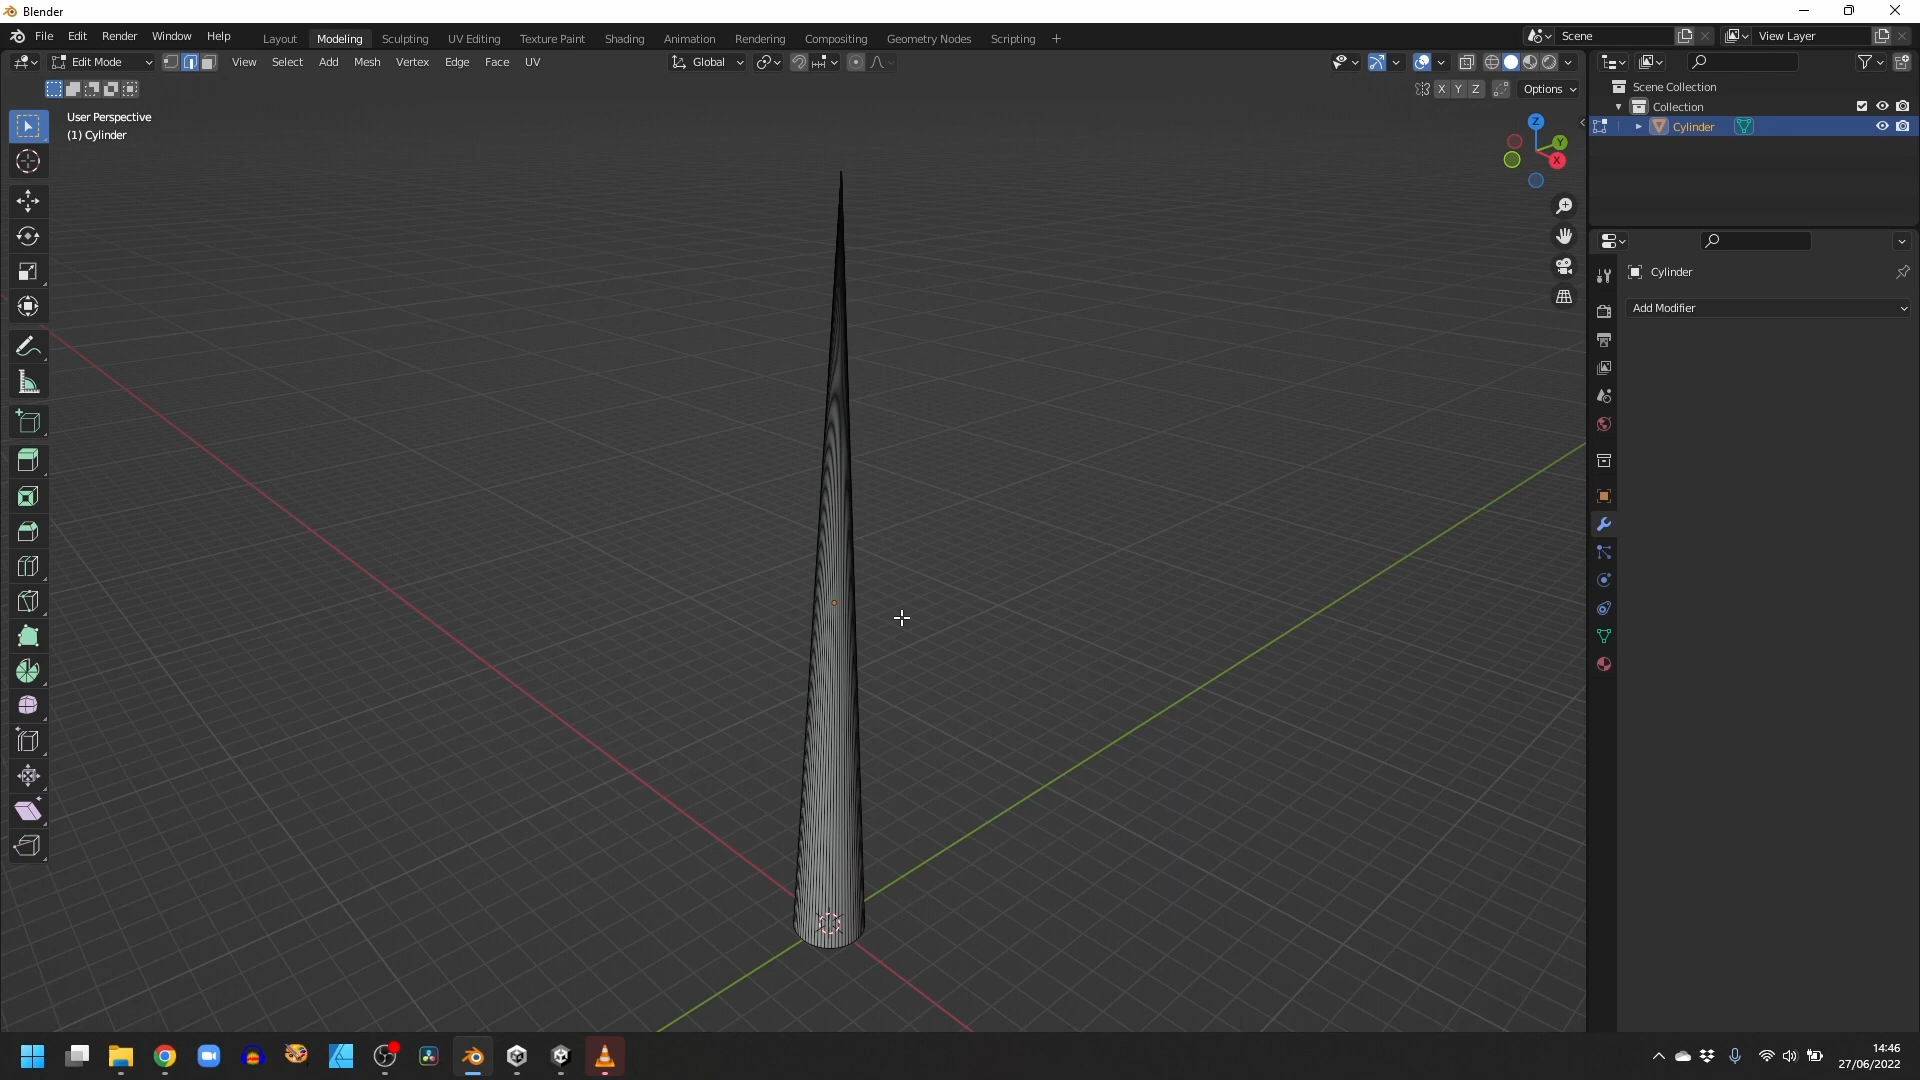 Blender
File Edit Render Window Help
Layout Modeling Sculpting UV Editing Texture Paint Shading Animation Rendering Compositing Geometry Nodes Scripting +
Scene
View Layer
Edit Mode
View Select Add Mesh Vertex Edge Face UV
Global
X Y Z
Options
User Perspective
(1) Cylinder
Z
Y
X
Scene Collection
Collection
Cylinder
Cylinder
Add Modifier
14:46
27/06/2022